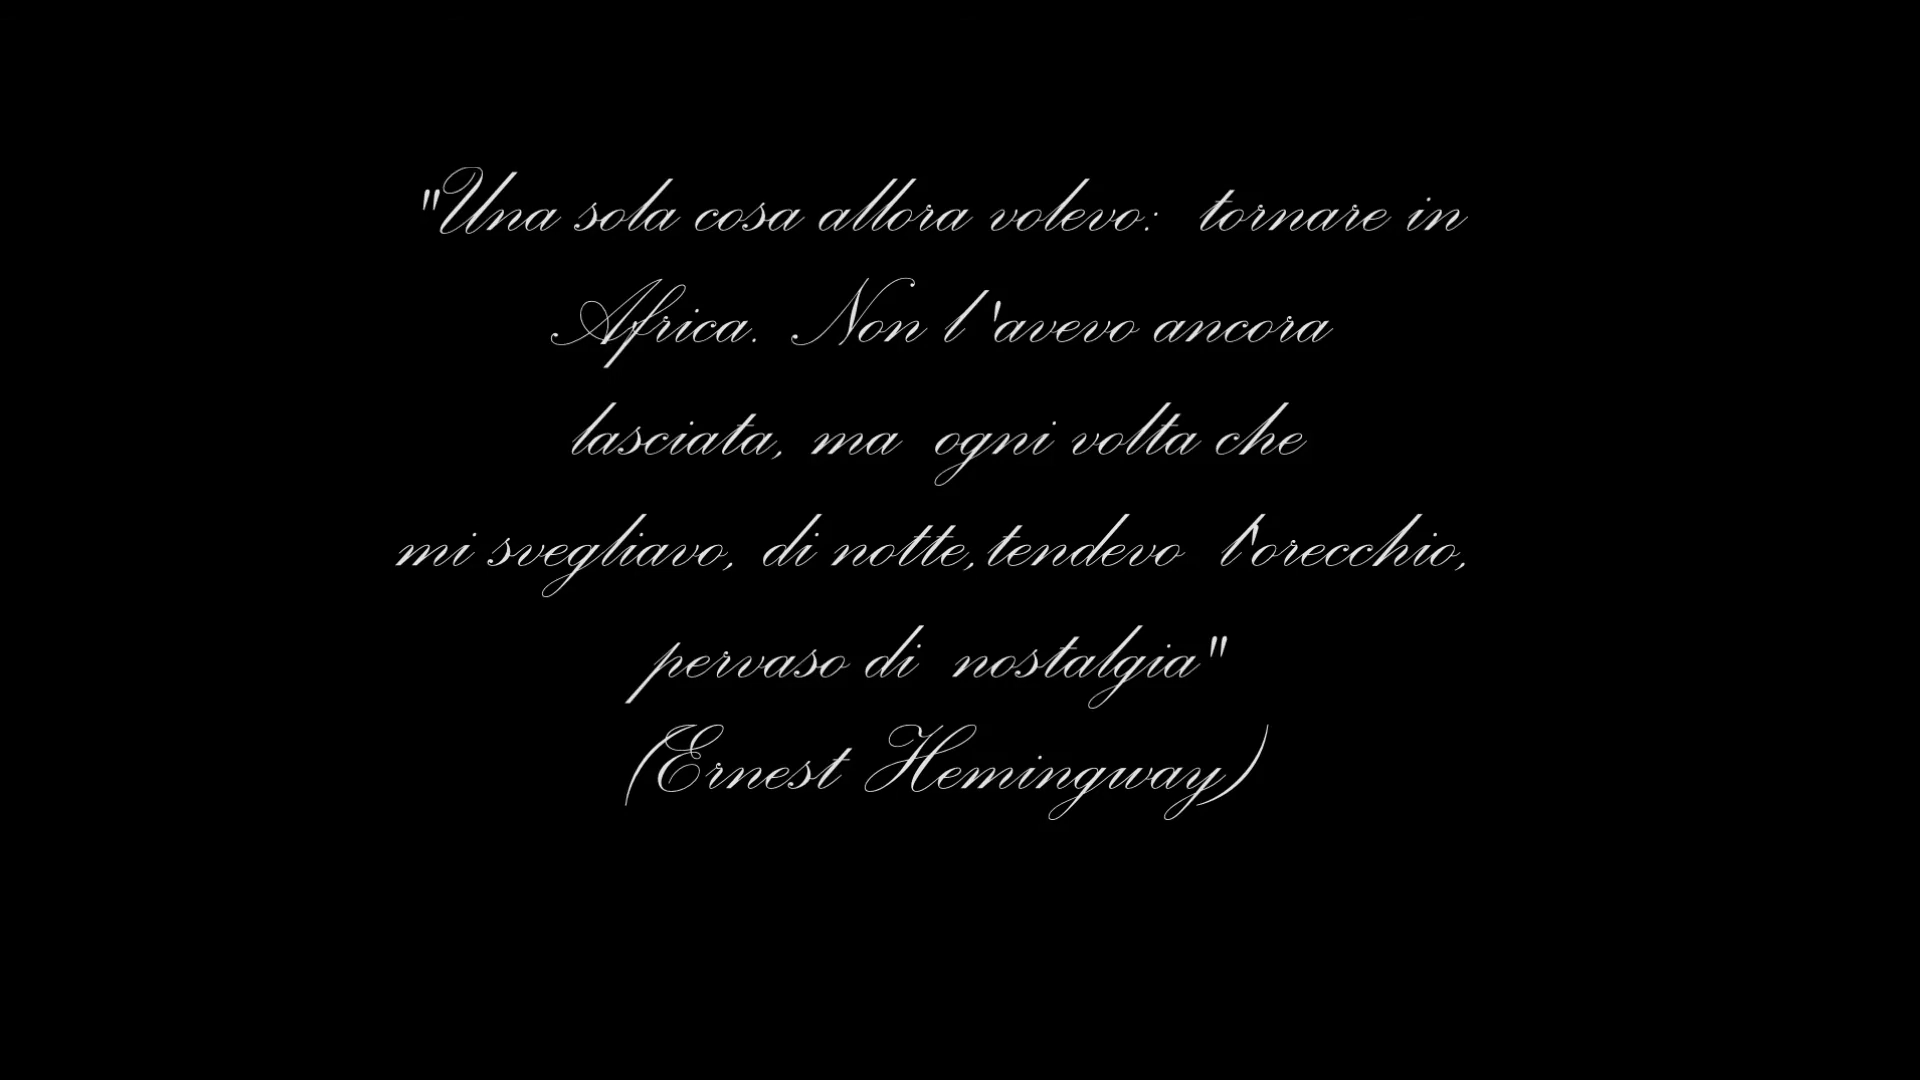 "Una sola cosa allora volevo: tornare in
Africa. Non l'avevo ancora
lasciata, ma ogni volta che
mi svegliavo, di notte,tendevo l'orecchio,
pervaso di nostalgia"
(Ernest Hemingway)